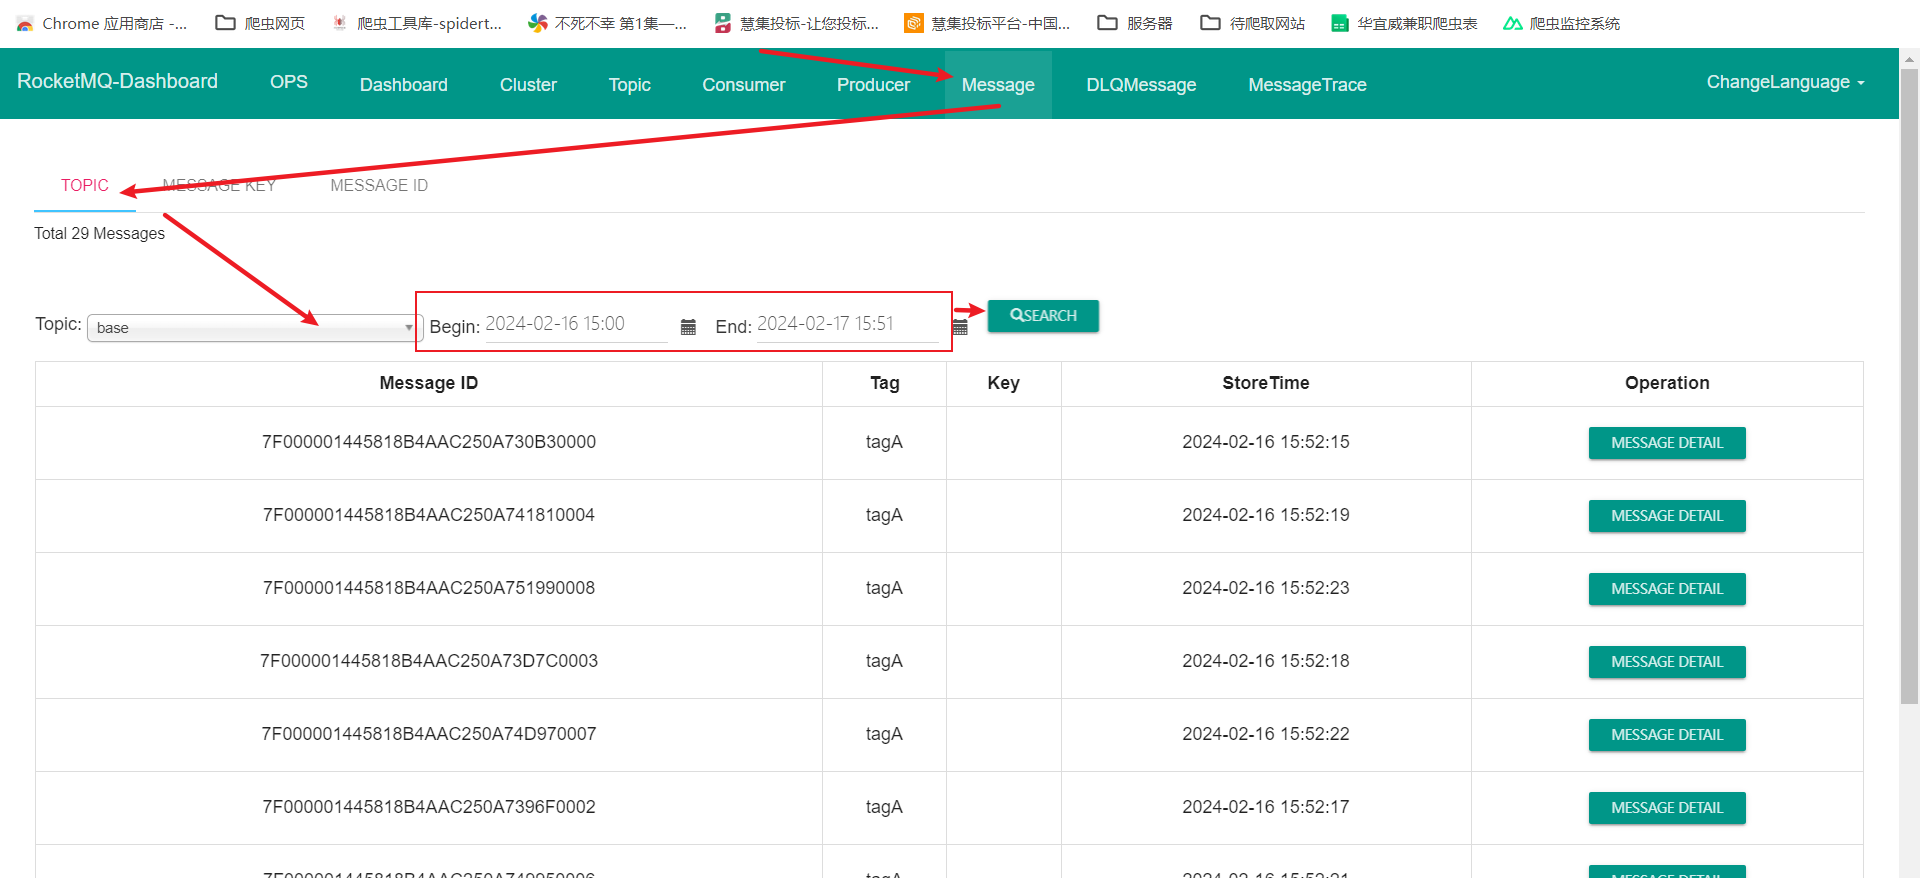 Chrome 应用商店 -... 爬虫网页 爬虫工具库-spidert... 不死不幸 第1集—... 慧集投标-让您投标... 慧集投标平台-中国... 服务器 待爬取网站 华宜威兼职爬虫表 爬虫监控系统
RocketMQ-Dashboard OPS Dashboard Cluster Topic Consumer Producer Message DLQMessage MessageTrace ChangeLanguage
TOPIC MESSAGE KEY MESSAGE ID
Total 29 Messages
Topic: base Begin: 2024-02-16 15:00 End: 2024-02-17 15:51 SEARCH
Message ID Tag Key StoreTime Operation
7F000001445818B4AAC250A730B30000 tagA 2024-02-16 15:52:15 MESSAGE DETAIL
7F000001445818B4AAC250A741810004 tagA 2024-02-16 15:52:19 MESSAGE DETAIL
7F000001445818B4AAC250A751990008 tagA 2024-02-16 15:52:23 MESSAGE DETAIL
7F000001445818B4AAC250A73D7C0003 tagA 2024-02-16 15:52:18 MESSAGE DETAIL
7F000001445818B4AAC250A74D970007 tagA 2024-02-16 15:52:22 MESSAGE DETAIL
7F000001445818B4AAC250A7396F0002 tagA 2024-02-16 15:52:17 MESSAGE DETAIL
7F000001445818B4AAC250A749950006 tagA 2024-02-16 15:52:21 MESSAGE DETAIL